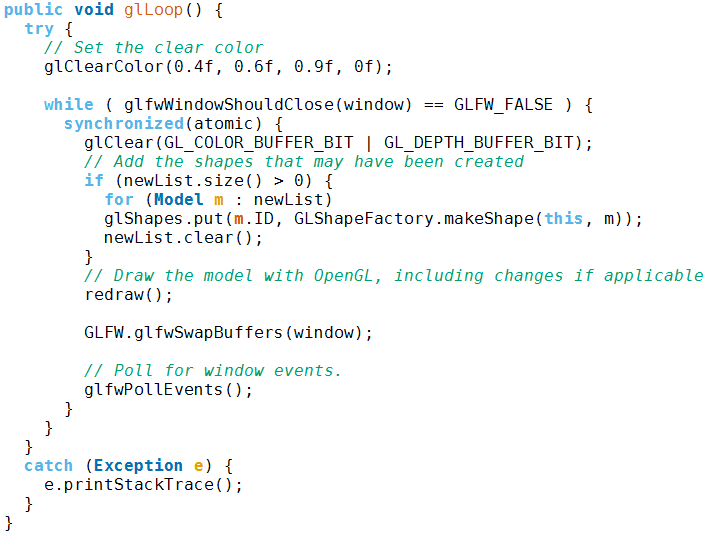 public void glLoop() {
  try {
    // Set the clear color
    glClearColor(0.4f, 0.6f, 0.9f, 0f);

    while ( glfwWindowShouldClose(window) == GLFW_FALSE ) {
      synchronized(atomic) {
        glClear(GL_COLOR_BUFFER_BIT | GL_DEPTH_BUFFER_BIT);
        // Add the shapes that may have been created
        if (newList.size() > 0) {
          for (Model m : newList)
          glShapes.put(m.ID, GLShapeFactory.makeShape(this, m));
          newList.clear();
        }
        // Draw the model with OpenGL, including changes if applicable
        redraw();

        GLFW.glfwSwapBuffers(window);

        // Poll for window events.
        glfwPollEvents();
      }
    }
  }
  catch (Exception e) {
    e.printStackTrace();
  }
}